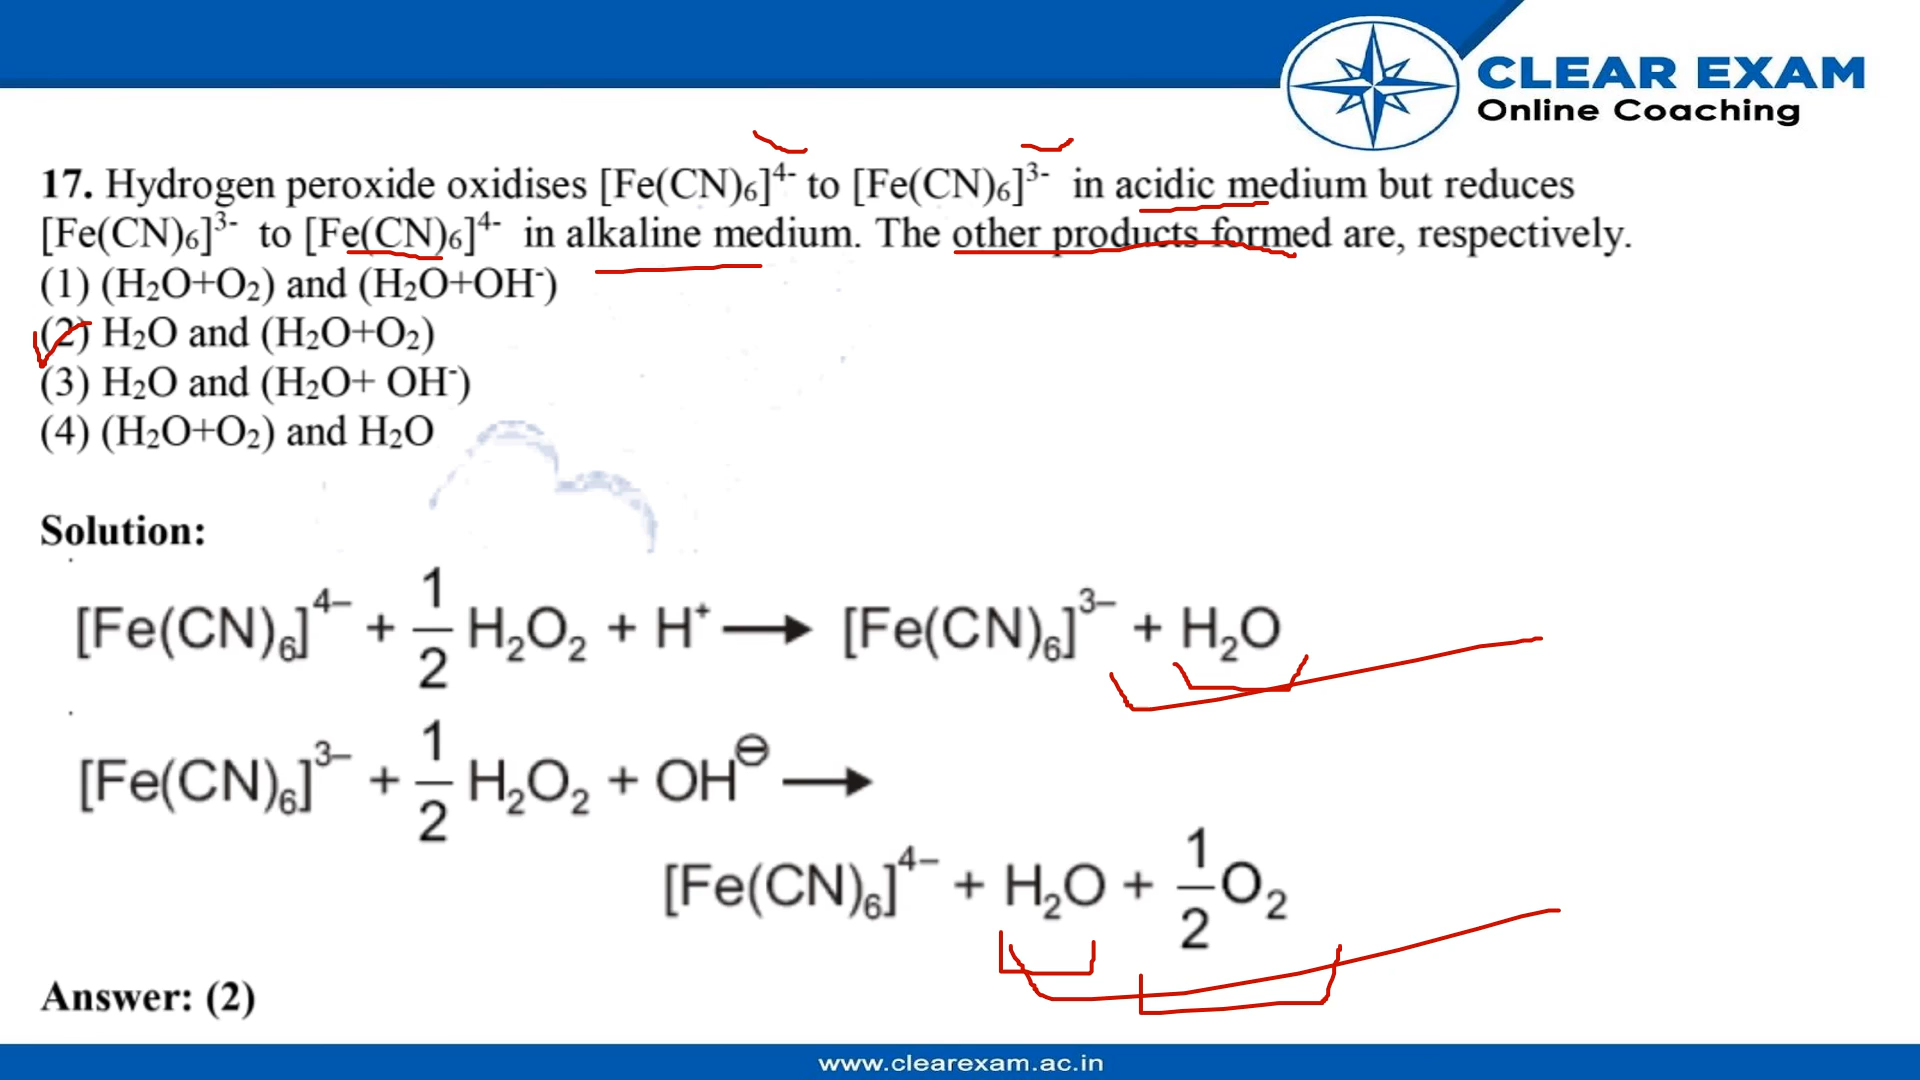 CLEAR EXAM
Online Coaching
17. Hydrogen peroxide oxidises [Fe(CN)₆]⁴⁻ to [Fe(CN)₆]³⁻ in acidic medium but reduces
[Fe(CN)₆]³⁻ to [Fe(CN)₆]⁴⁻ in alkaline medium. The other products formed are, respectively.
(1) (H₂O+O₂) and (H₂O+OH⁻)
(2) H₂O and (H₂O+O₂)
(3) H₂O and (H₂O+ OH⁻)
(4) (H₂O+O₂) and H₂O
Solution:
[Fe(CN)₆]⁴⁻ + 1/2 H₂O₂ + H⁺ ⟶ [Fe(CN)₆]³⁻ + H₂O
[Fe(CN)₆]³⁻ + 1/2 H₂O₂ + OH⊖ ⟶
[Fe(CN)₆]⁴⁻ + H₂O + 1/2 O₂
Answer: (2)
www.clearexam.ac.in